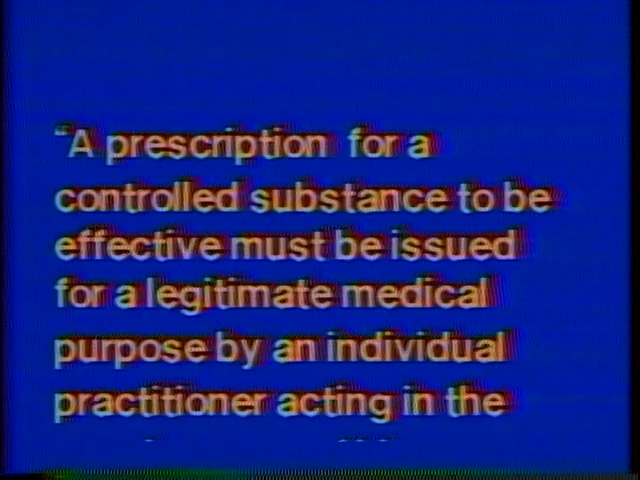 “A prescription for a
controlled substance to be
effective must be issued
for a legitimate medical
purpose by an individual
practitioner acting in the